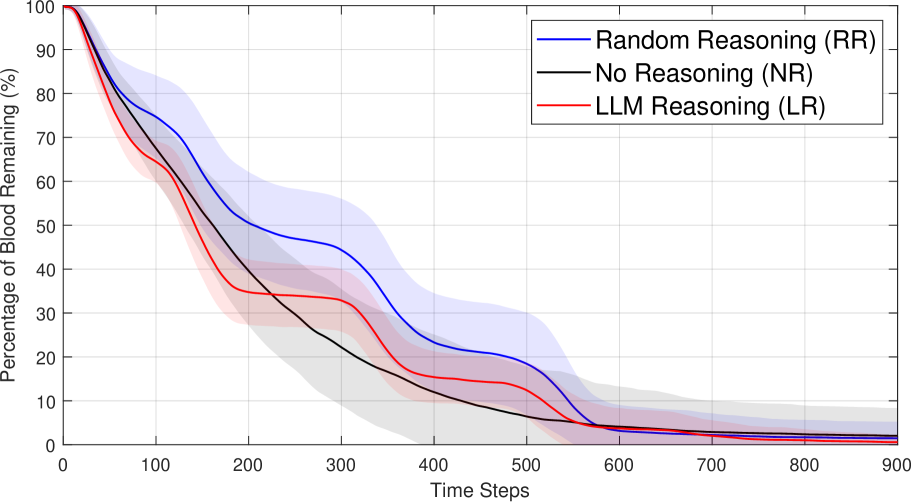 100
90
80
70
60
50
40
30
20
10
0
Percentage of Blood Remaining (%)
Random Reasoning (RR)
No Reasoning (NR)
LLM Reasoning (LR)
0 100 200 300 400 500 600 700 800 900
Time Steps